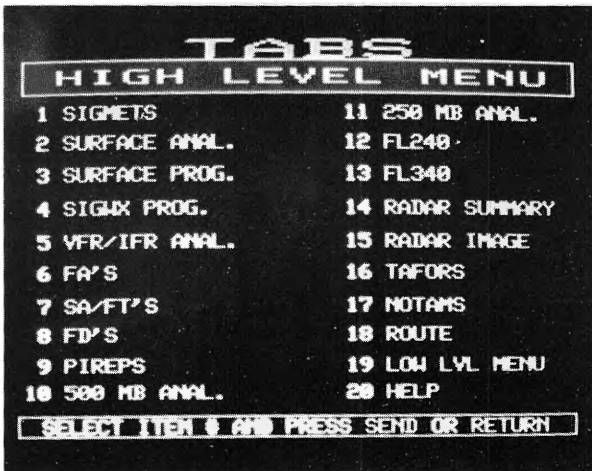 TABS
HIGH LEVEL MENU
1 SIGMETS
2 SURFACE ANAL.
3 SURFACE PROG.
4 SIGWX PROG.
5 VFR/IFR ANAL.
6 FA'S
7 SA/FT'S
8 FD'S
9 PIREPS
10 500 MB ANAL.
11 250 MB ANAL.
12 FL240
13 FL340
14 RADAR SUMMARY
15 RADAR IMAGE
16 TAFORS
17 NOTAMS
18 ROUTE
19 LOW LVL MENU
20 HELP
SELECT ITEM # AND PRESS SEND OR RETURN